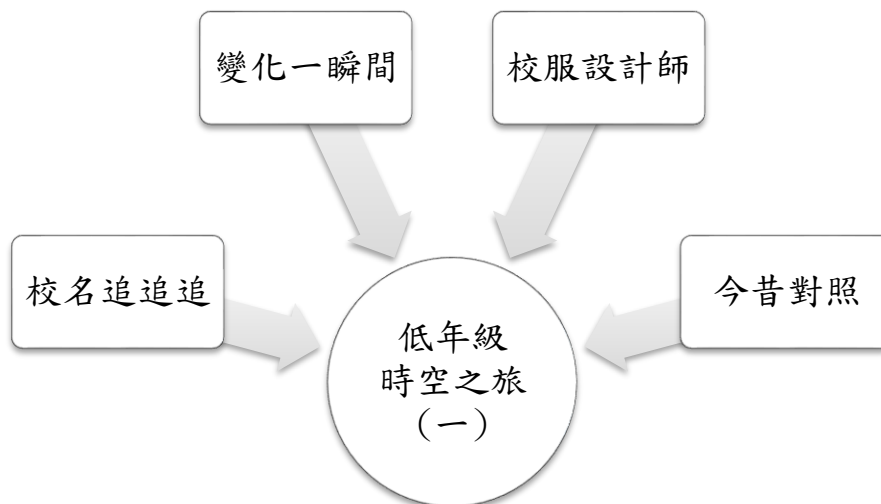 變化一瞬間
校服設計師
校名追追追
今昔對照
低年級
時空之旅
（一）